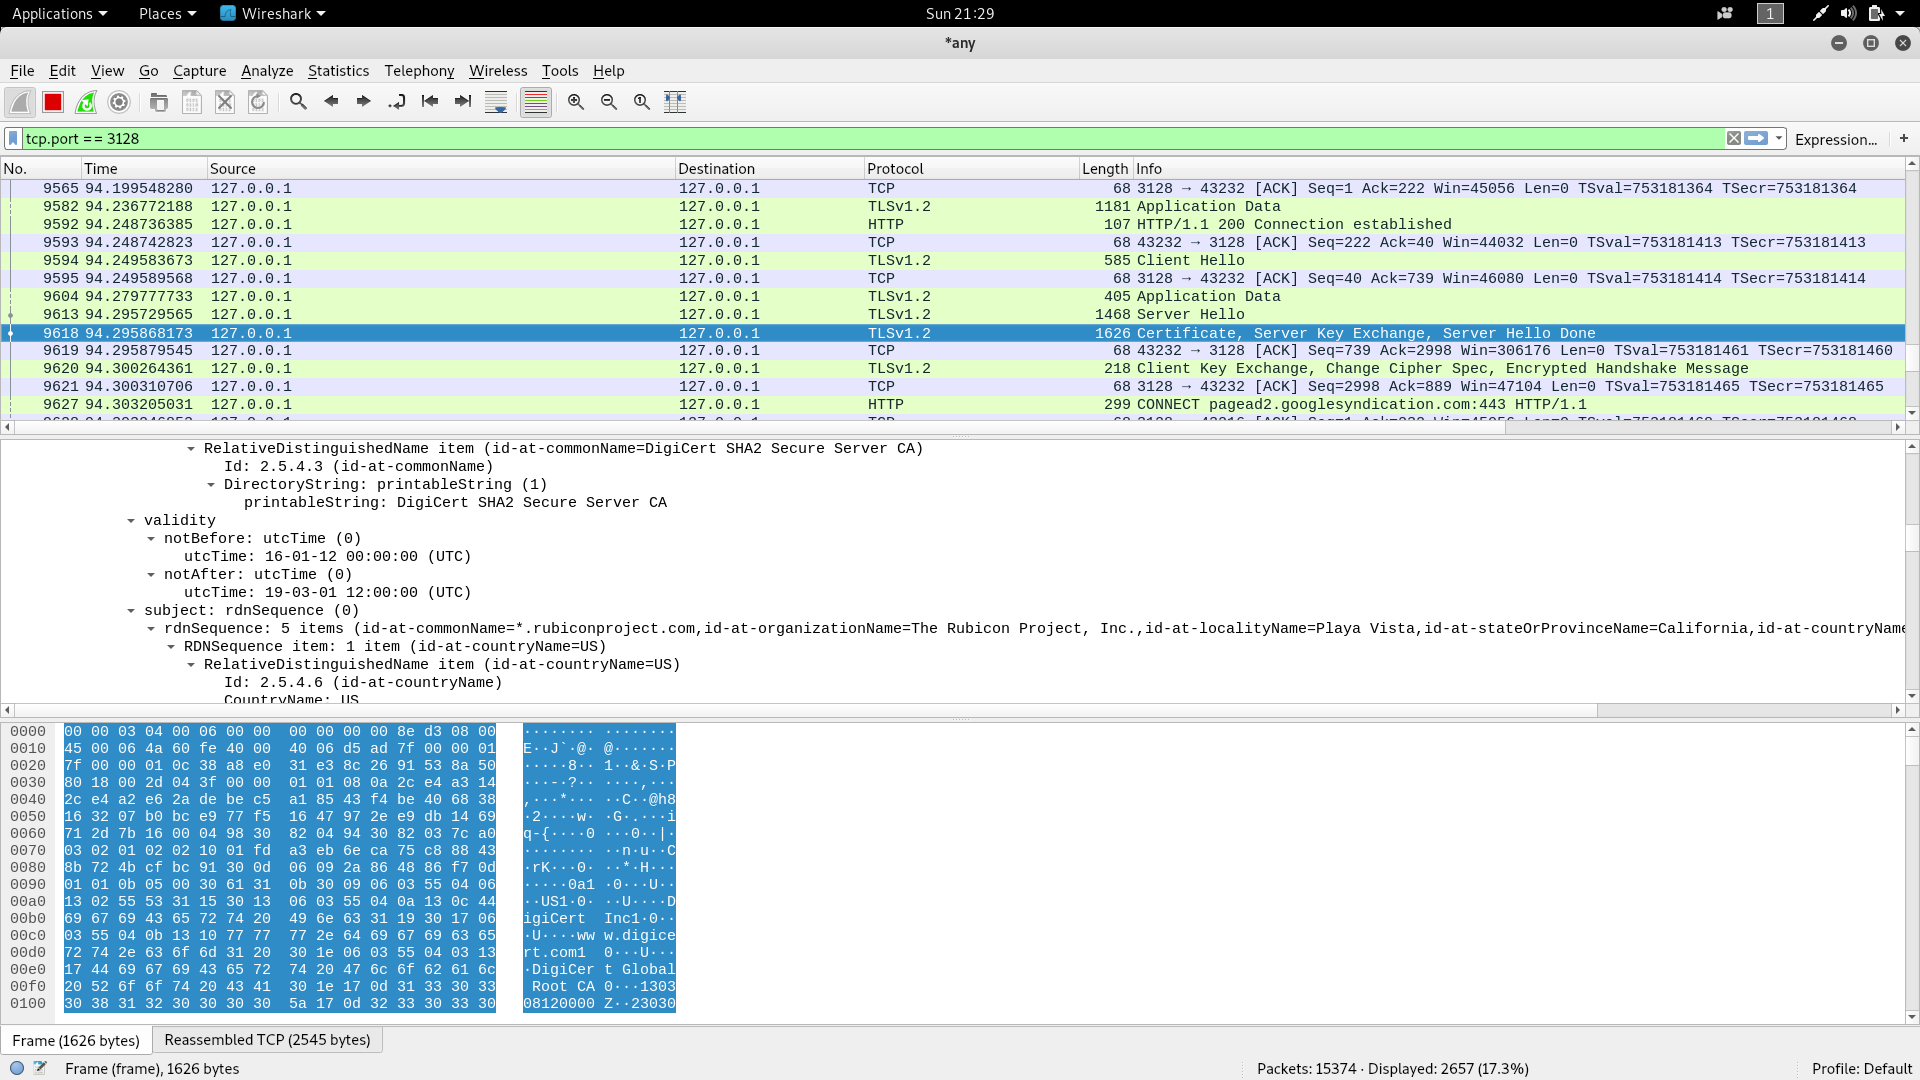 Applications Places Wireshark Sun 21:29 1
*any
File Edit View Go Capture Analyze Statistics Telephony Wireless Tools Help
tcp.port == 3128 Expression... +
No. Time Source Destination Protocol Length Info
9565 94.199548280 127.0.0.1 127.0.0.1 TCP 68 3128 → 43232 [ACK] Seq=1 Ack=222 Win=45056 Len=0 TSval=753181364 TSecr=753181364
9582 94.236772188 127.0.0.1 127.0.0.1 TLSv1.2 1181 Application Data
9592 94.248736385 127.0.0.1 127.0.0.1 HTTP 107 HTTP/1.1 200 Connection established
9593 94.248742823 127.0.0.1 127.0.0.1 TCP 68 43232 → 3128 [ACK] Seq=222 Ack=40 Win=44032 Len=0 TSval=753181413 TSecr=753181413
9594 94.249583673 127.0.0.1 127.0.0.1 TLSv1.2 585 Client Hello
9595 94.249589568 127.0.0.1 127.0.0.1 TCP 68 3128 → 43232 [ACK] Seq=40 Ack=739 Win=46080 Len=0 TSval=753181414 TSecr=753181414
9604 94.279777733 127.0.0.1 127.0.0.1 TLSv1.2 405 Application Data
9613 94.295729565 127.0.0.1 127.0.0.1 TLSv1.2 1468 Server Hello
9618 94.295868173 127.0.0.1 127.0.0.1 TLSv1.2 1626 Certificate, Server Key Exchange, Server Hello Done
9619 94.295879545 127.0.0.1 127.0.0.1 TCP 68 43232 → 3128 [ACK] Seq=739 Ack=2998 Win=306176 Len=0 TSval=753181461 TSecr=753181460
9620 94.300264361 127.0.0.1 127.0.0.1 TLSv1.2 218 Client Key Exchange, Change Cipher Spec, Encrypted Handshake Message
9621 94.300310706 127.0.0.1 127.0.0.1 TCP 68 3128 → 43232 [ACK] Seq=2998 Ack=889 Win=47104 Len=0 TSval=753181465 TSecr=753181465
9627 94.303205031 127.0.0.1 127.0.0.1 HTTP 299 CONNECT pagead2.googlesyndication.com:443 HTTP/1.1
RelativeDistinguishedName item (id-at-commonName=DigiCert SHA2 Secure Server CA)
Id: 2.5.4.3 (id-at-commonName)
DirectoryString: printableString (1)
printableString: DigiCert SHA2 Secure Server CA
validity
notBefore: utcTime (0)
utcTime: 16-01-12 00:00:00 (UTC)
notAfter: utcTime (0)
utcTime: 19-03-01 12:00:00 (UTC)
subject: rdnSequence (0)
rdnSequence: 5 items (id-at-commonName=*.rubiconproject.com,id-at-organizationName=The Rubicon Project, Inc.,id-at-localityName=Playa Vista,id-at-stateOrProvinceName=California,id-at-countryName
RDNSequence item: 1 item (id-at-countryName=US)
RelativeDistinguishedName item (id-at-countryName=US)
Id: 2.5.4.6 (id-at-countryName)
CountryName: US
0000 00 00 03 04 00 06 00 00 00 00 00 00 8e d3 08 00 ········ ········
0010 45 00 06 4a 60 fe 40 00 40 06 d5 ad 7f 00 00 01 E··J`·@· @·······
0020 7f 00 00 01 0c 38 a8 e0 31 e3 8c 26 91 53 8a 50 ·····8·· 1··&·S·P
0030 80 18 00 2d 04 3f 00 00 01 01 08 0a 2c e4 a3 14 ···-·?·· ····,···
0040 2c e4 a2 e6 2a de be c5 a1 85 43 f4 be 40 68 38 ,···*··· ··C··@h8
0050 16 32 07 b0 bc e9 77 f5 16 47 97 2e e9 db 14 69 ·2····w· ·G·.···i
0060 71 2d 7b 16 00 04 98 30 82 04 94 30 82 03 7c a0 q-{····0 ···0··|·
0070 03 02 01 02 02 10 01 fd a3 eb 6e ca 75 c8 88 43 ········ ··n·u··C
0080 8b 72 4b cf bc 91 30 0d 06 09 2a 86 48 86 f7 0d ·rK···0· ··*·H···
0090 01 01 0b 05 00 30 61 31 0b 30 09 06 03 55 04 06 ·····0a1 ·0···U··
00a0 13 02 55 53 31 15 30 13 06 03 55 04 0a 13 0c 44 ··US1·0· ··U····D
00b0 69 67 69 43 65 72 74 20 49 6e 63 31 19 30 17 06 igiCert Inc1·0··
00c0 03 55 04 0b 13 10 77 77 77 2e 64 69 67 69 63 65 ·U····ww w.digice
00d0 72 74 2e 63 6f 6d 31 20 30 1e 06 03 55 04 03 13 rt.com1 0···U···
00e0 17 44 69 67 69 43 65 72 74 20 47 6c 6f 62 61 6c ·DigiCer t Global
00f0 20 52 6f 6f 74 20 43 41 30 1e 17 0d 31 33 30 33 Root CA 0···1303
0100 30 38 31 32 30 30 30 30 5a 17 0d 32 33 30 33 30 08120000 Z··23030
Frame (1626 bytes) Reassembled TCP (2545 bytes)
Frame (frame), 1626 bytes Packets: 15374 · Displayed: 2657 (17.3%) Profile: Default